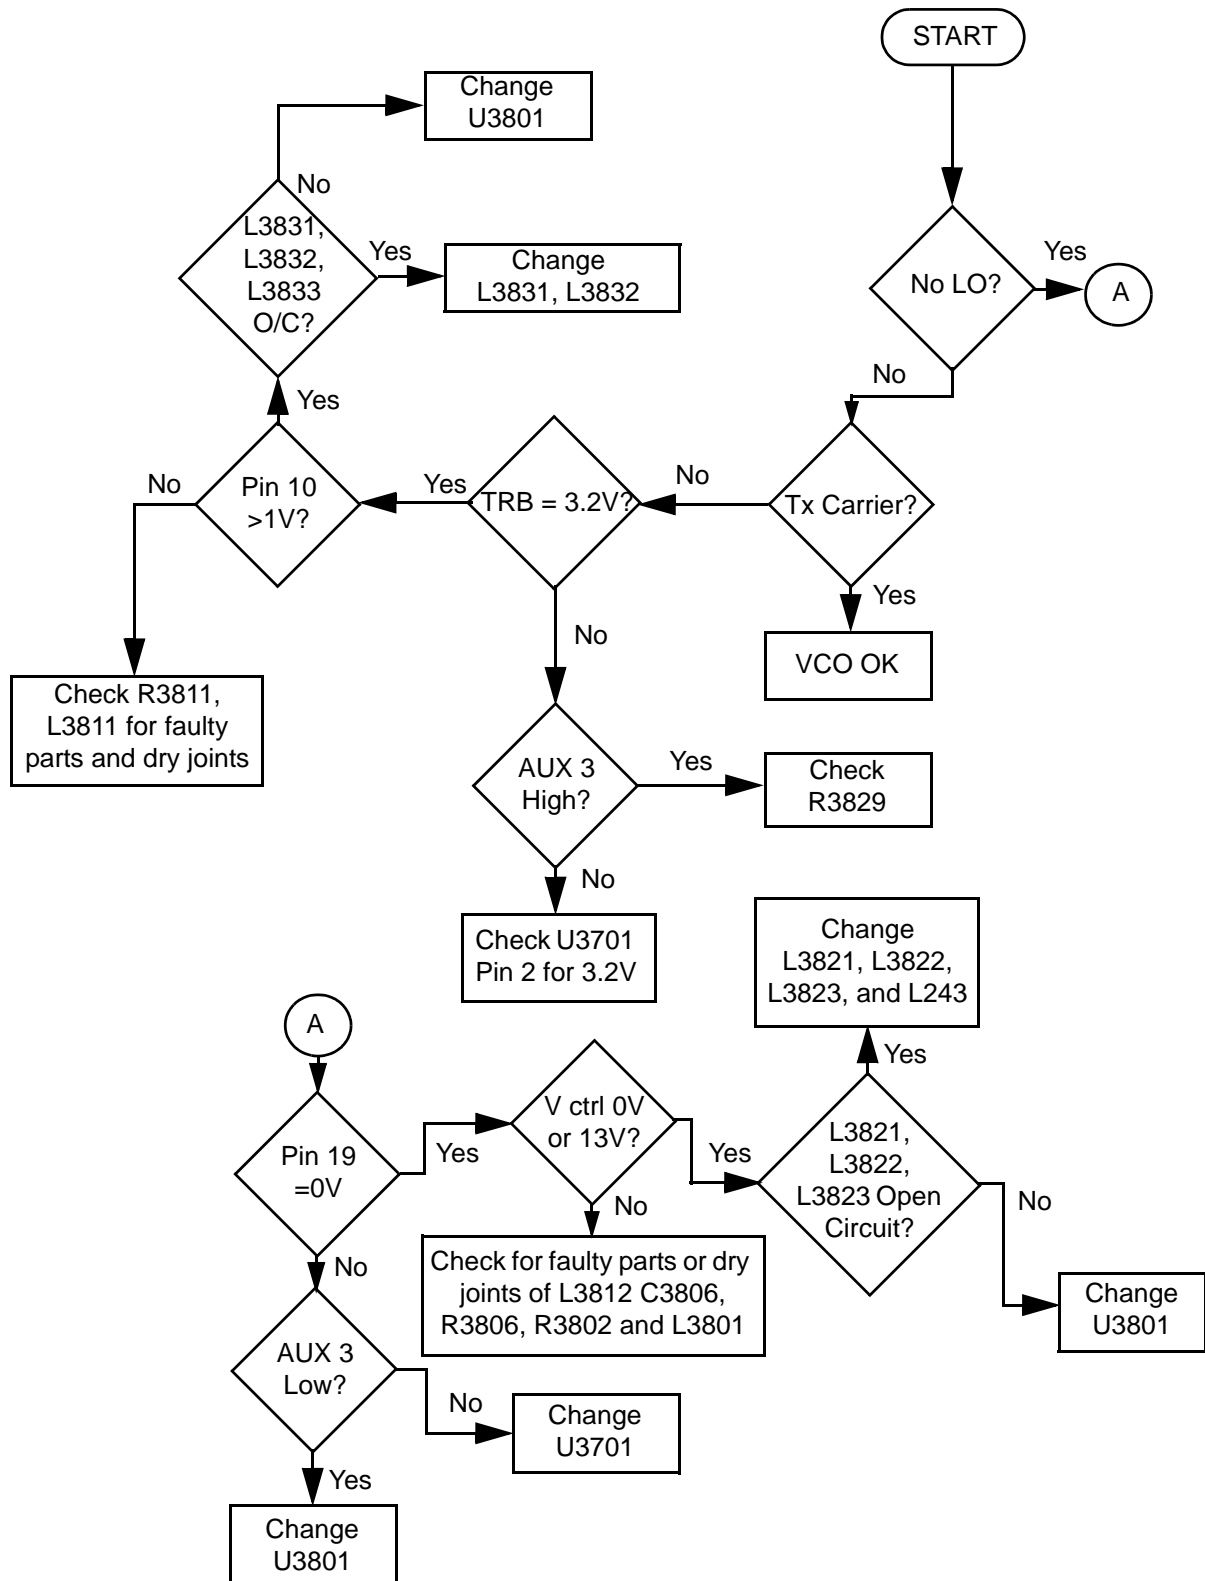 START
Change
U3801
No
L3831,
L3832,
L3833
O/C?
Yes
Change
L3831, L3832
No LO?
Yes
A
No
Yes
Pin 10
>1V?
No
Yes
TRB = 3.2V?
No
Tx Carrier?
Yes
VCO OK
No
Check R3811,
L3811 for faulty
parts and dry joints
AUX 3
High?
Yes
Check
R3829
No
Check U3701
Pin 2 for 3.2V
Change
L3821, L3822,
L3823, and L243
A
Yes
V ctrl 0V
or 13V?
Pin 19
=0V
Yes
Yes
L3821,
L3822,
L3823 Open
Circuit?
No
No
No
Check for faulty parts or dry
joints of L3812 C3806,
R3806, R3802 and L3801
Change
U3801
AUX 3
Low?
No
Change
U3701
Yes
Change
U3801